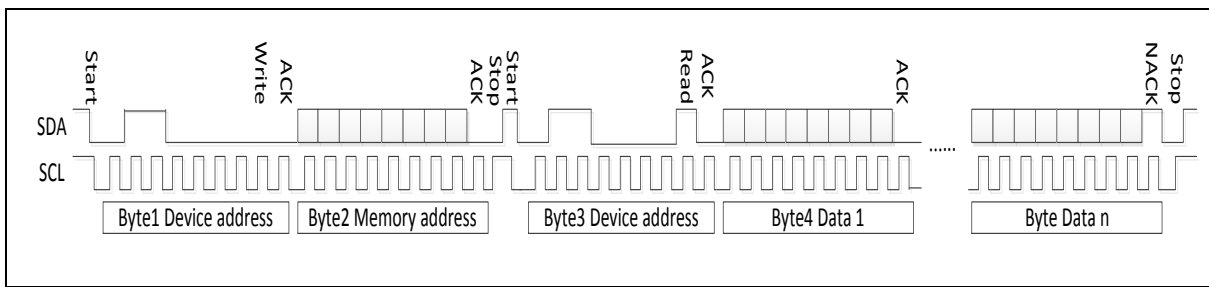 Start
Write
ACK
ACK
Stop
Start
Read
ACK
ACK
NACK
Stop
SDA
......
SCL
Byte1 Device address
Byte2 Memory address
Byte3 Device address
Byte4 Data 1
Byte Data n